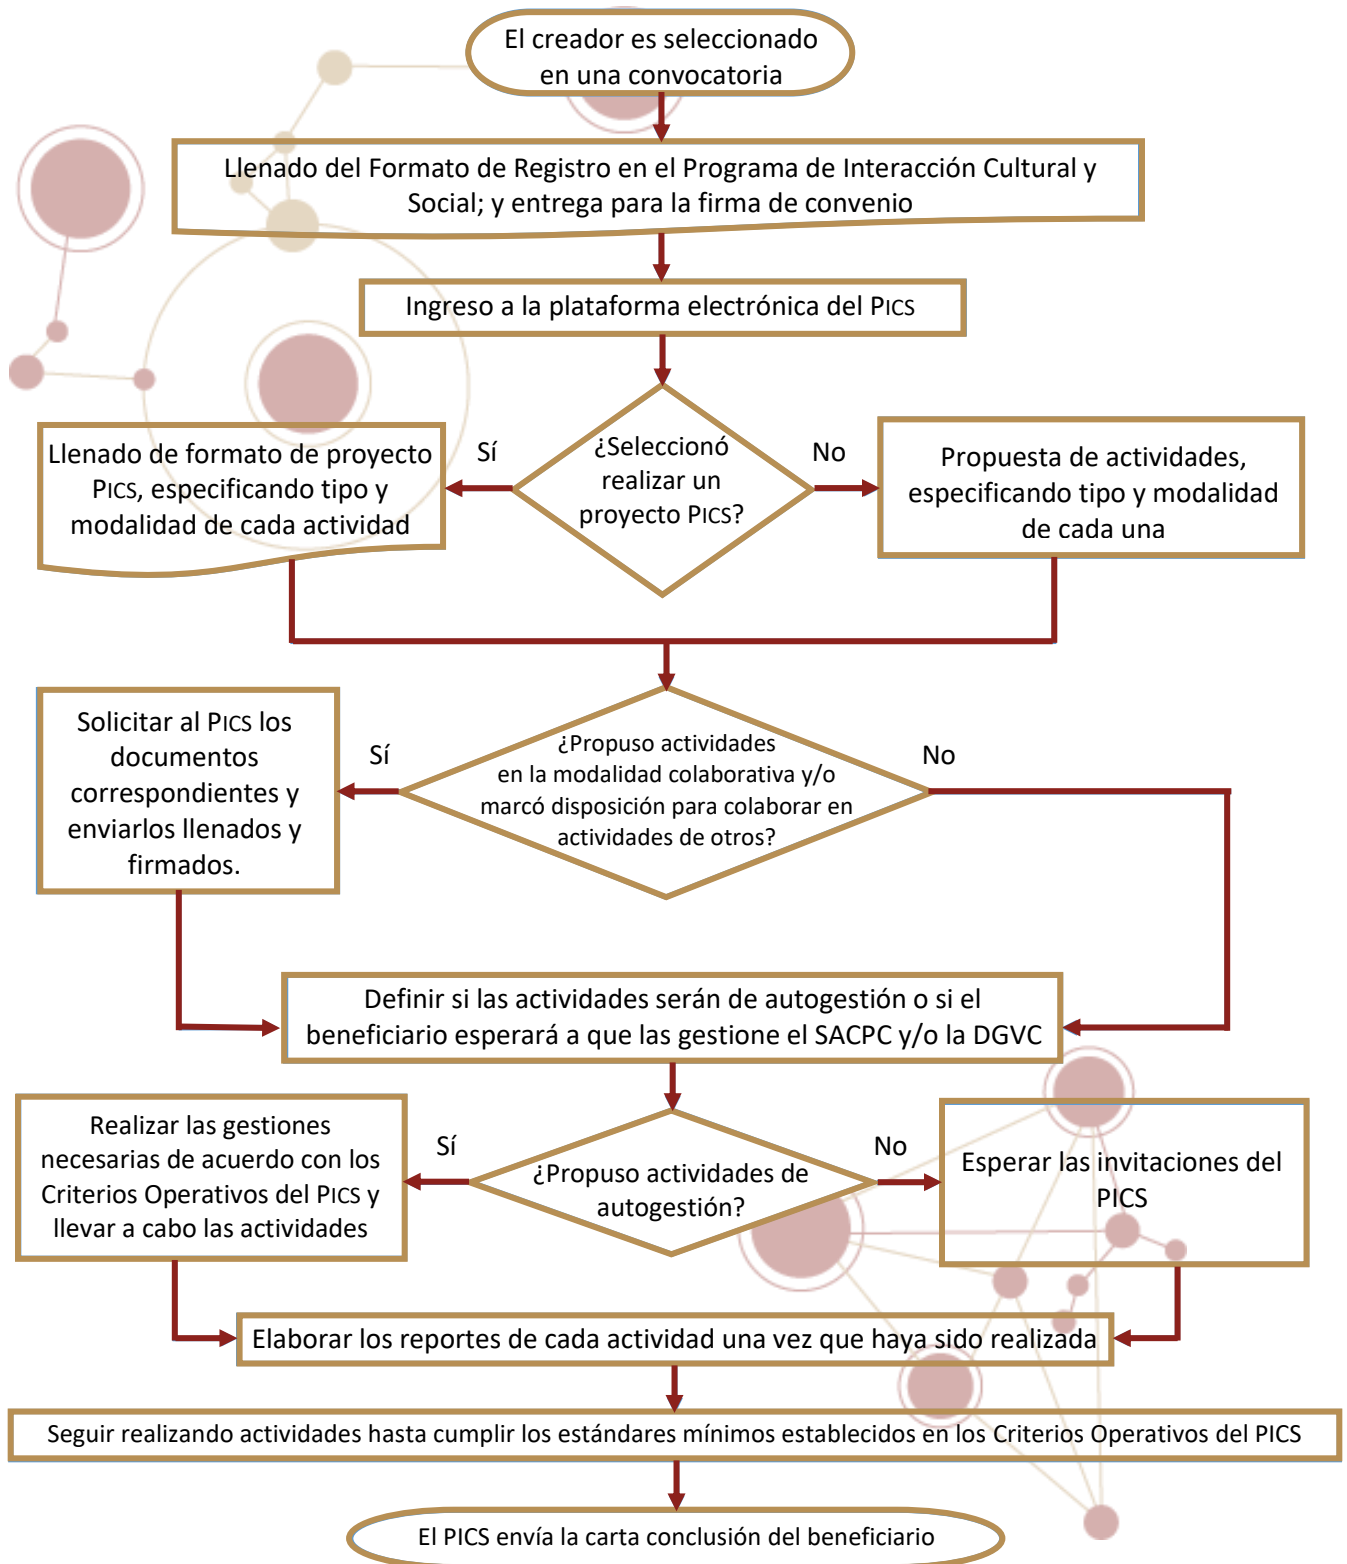 El creador es seleccionado
en una convocatoria
Llenado del Formato de Registro en el Programa de Interacción Cultural y
Social; y entrega para la firma de convenio
Ingreso a la plataforma electrónica del PICS
¿Seleccionó
realizar un
proyecto PICS?
Sí
No
Llenado de formato de proyecto
PICS, especificando tipo y
modalidad de cada actividad
Propuesta de actividades,
especificando tipo y modalidad
de cada una
¿Propuso actividades
en la modalidad colaborativa y/o
marcó disposición para colaborar en
actividades de otros?
Sí
No
Solicitar al PICS los
documentos
correspondientes y
enviarlos llenados y
firmados.
Definir si las actividades serán de autogestión o si el
beneficiario esperará a que las gestione el SACPC y/o la DGVC
¿Propuso actividades de
autogestión?
Sí
No
Realizar las gestiones
necesarias de acuerdo con los
Criterios Operativos del PICS y
llevar a cabo las actividades
Esperar las invitaciones del
PICS
Elaborar los reportes de cada actividad una vez que haya sido realizada
Seguir realizando actividades hasta cumplir los estándares mínimos establecidos en los Criterios Operativos del PICS
El PICS envía la carta conclusión del beneficiario